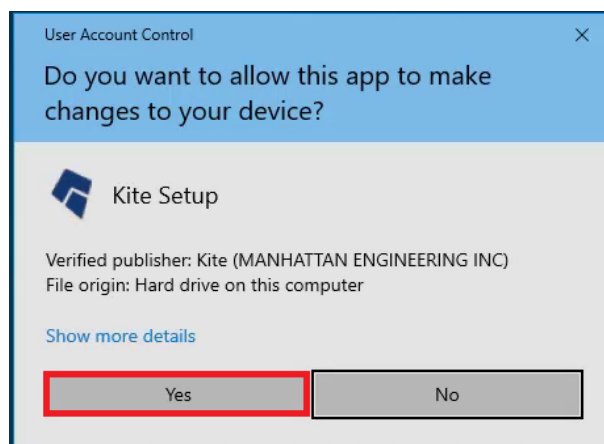 User Account Control
Do you want to allow this app to make
changes to your device?
Kite Setup
Verified publisher: Kite (MANHATTAN ENGINEERING INC)
File origin: Hard drive on this computer
Show more details
Yes
No